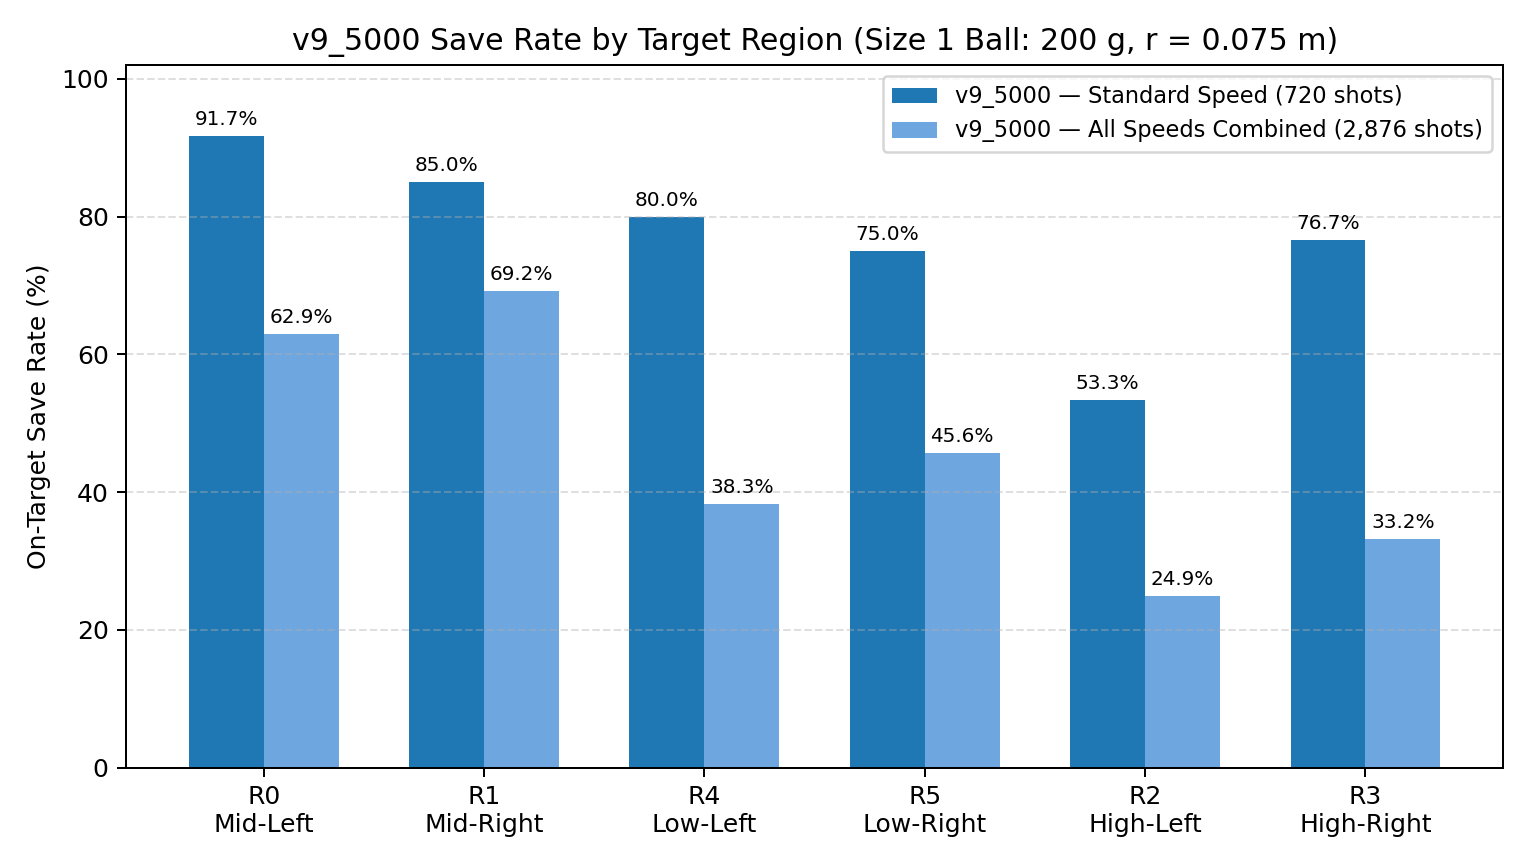 v9_5000 Save Rate by Target Region (Size 1 Ball: 200 g, r = 0.075 m)
v9_5000 — Standard Speed (720 shots)
v9_5000 — All Speeds Combined (2,876 shots)
On-Target Save Rate (%)
100
80
60
40
20
0
91.7%
62.9%
85.0%
69.2%
80.0%
38.3%
75.0%
45.6%
53.3%
24.9%
76.7%
33.2%
R0
Mid-Left
R1
Mid-Right
R4
Low-Left
R5
Low-Right
R2
High-Left
R3
High-Right